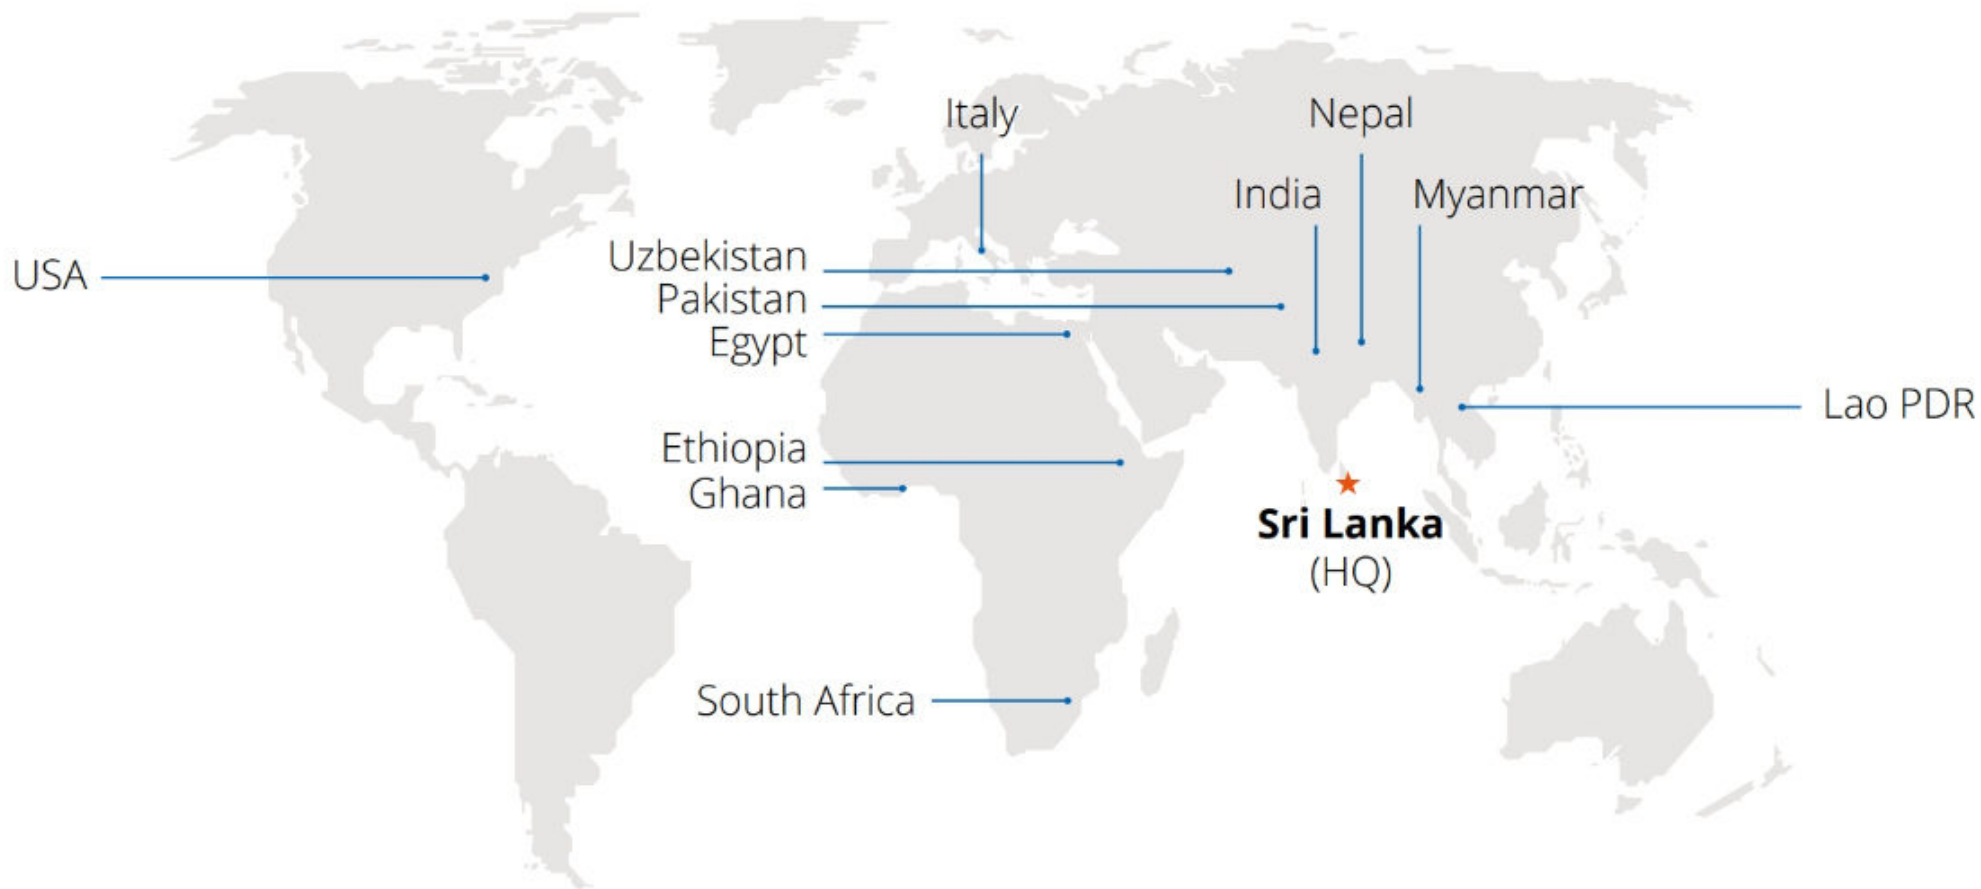 Italy
Nepal
India
Myanmar
Uzbekistan
USA
Pakistan
Egypt
Lao PDR
Ethiopia
Ghana
Sri Lanka
(HQ)
South Africa